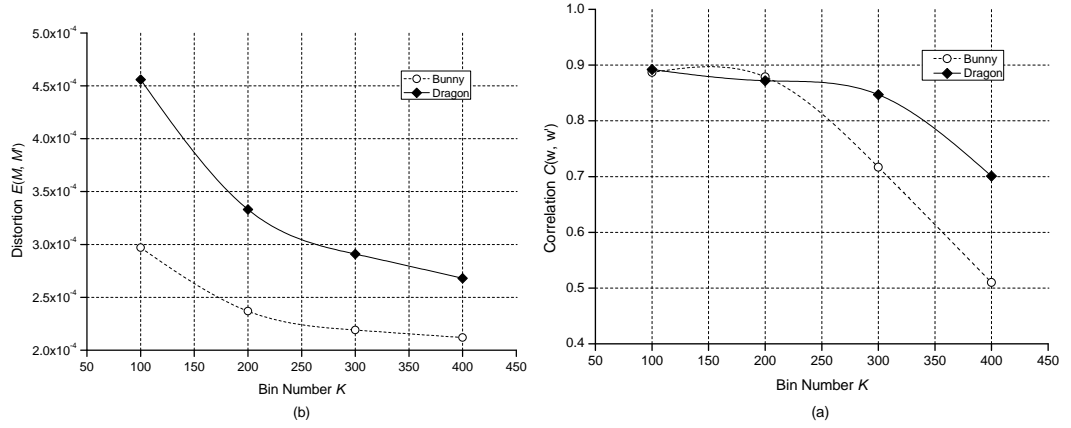 5.0x10⁻⁴
4.5x10⁻⁴
4.0x10⁻⁴
3.5x10⁻⁴
3.0x10⁻⁴
2.5x10⁻⁴
2.0x10⁻⁴
Distortion E(M, M')
Bunny
Dragon
50 100 150 200 250 300 350 400 450
Bin Number K
(b)
1.0
0.9
0.8
0.7
0.6
0.5
0.4
Correlation C(w, w')
Bunny
Dragon
50 100 150 200 250 300 350 400 450
Bin Number K
(a)